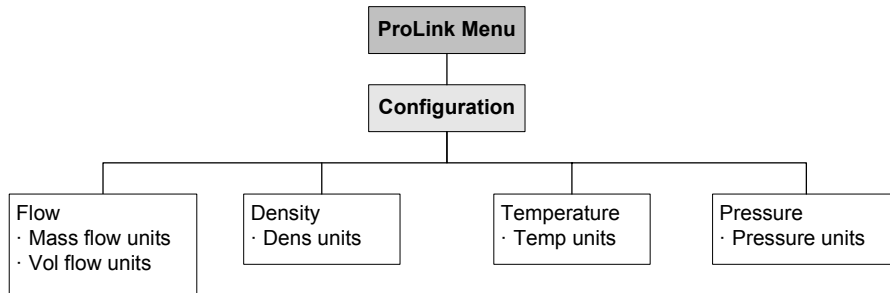 ProLink Menu
Configuration
Flow
· Mass flow units
· Vol flow units
Density
· Dens units
Temperature
· Temp units
Pressure
· Pressure units